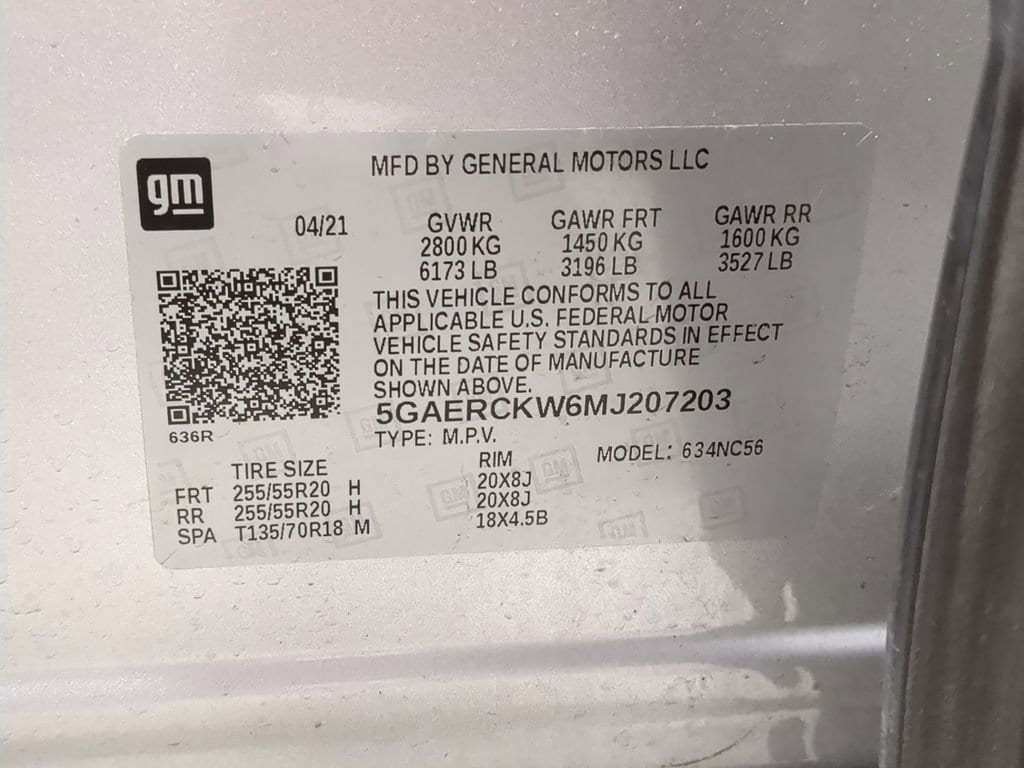 gm
MFD BY GENERAL MOTORS LLC
04/21 GVWR GAWR FRT GAWR RR
2800 KG 1450 KG 1600 KG
6173 LB 3196 LB 3527 LB
THIS VEHICLE CONFORMS TO ALL
APPLICABLE U.S. FEDERAL MOTOR
VEHICLE SAFETY STANDARDS IN EFFECT
ON THE DATE OF MANUFACTURE
SHOWN ABOVE.
5GAERCKW6MJ207203
636R
TYPE: M.P.V. MODEL: 634NC56
TIRE SIZE RIM
FRT 255/55R20 H 20X8J
RR 255/55R20 H 20X8J
SPA T135/70R18 M 18X4.5B